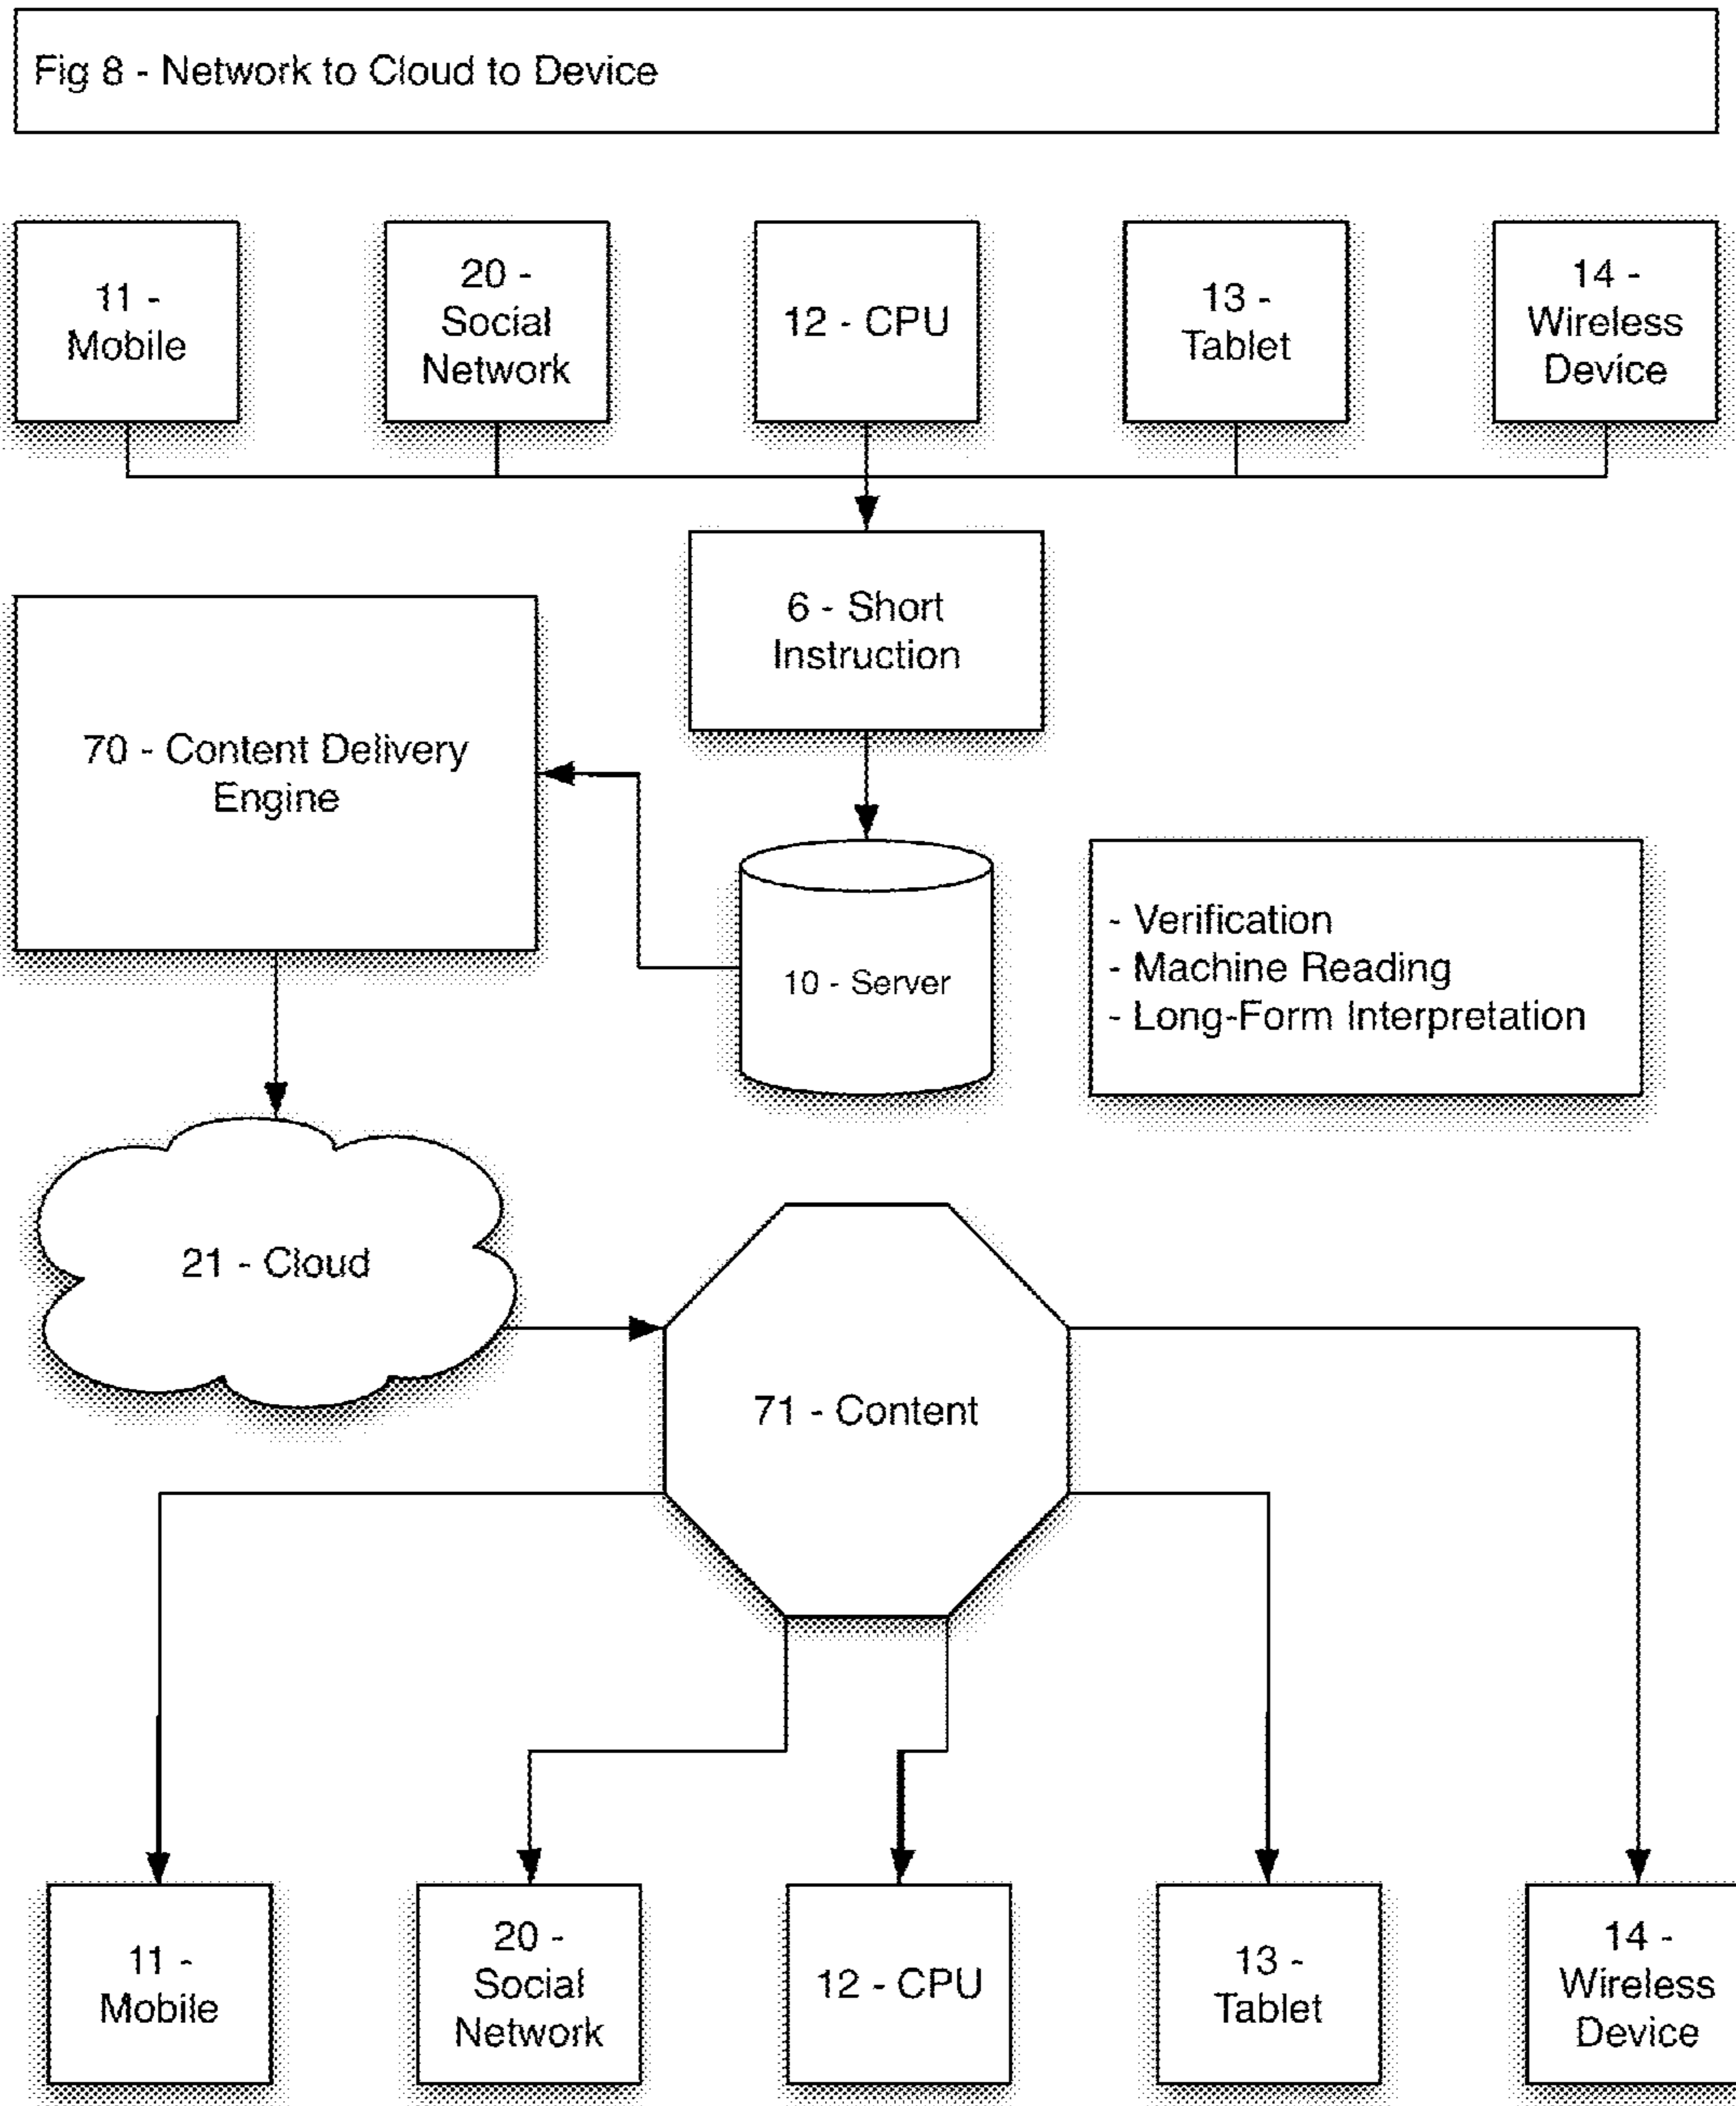 Fig 8 - Network to Cloud to Device
11 -
Mobile
20 -
Social
Network
12 - CPU
13 -
Tablet
14 -
Wireless
Device
6 - Short
Instruction
70 - Content Delivery
Engine
10 - Server
- Verification
- Machine Reading
- Long-Form Interpretation
21 - Cloud
71 - Content
11 -
Mobile
20 -
Social
Network
12 - CPU
13 -
Tablet
14 -
Wireless
Device